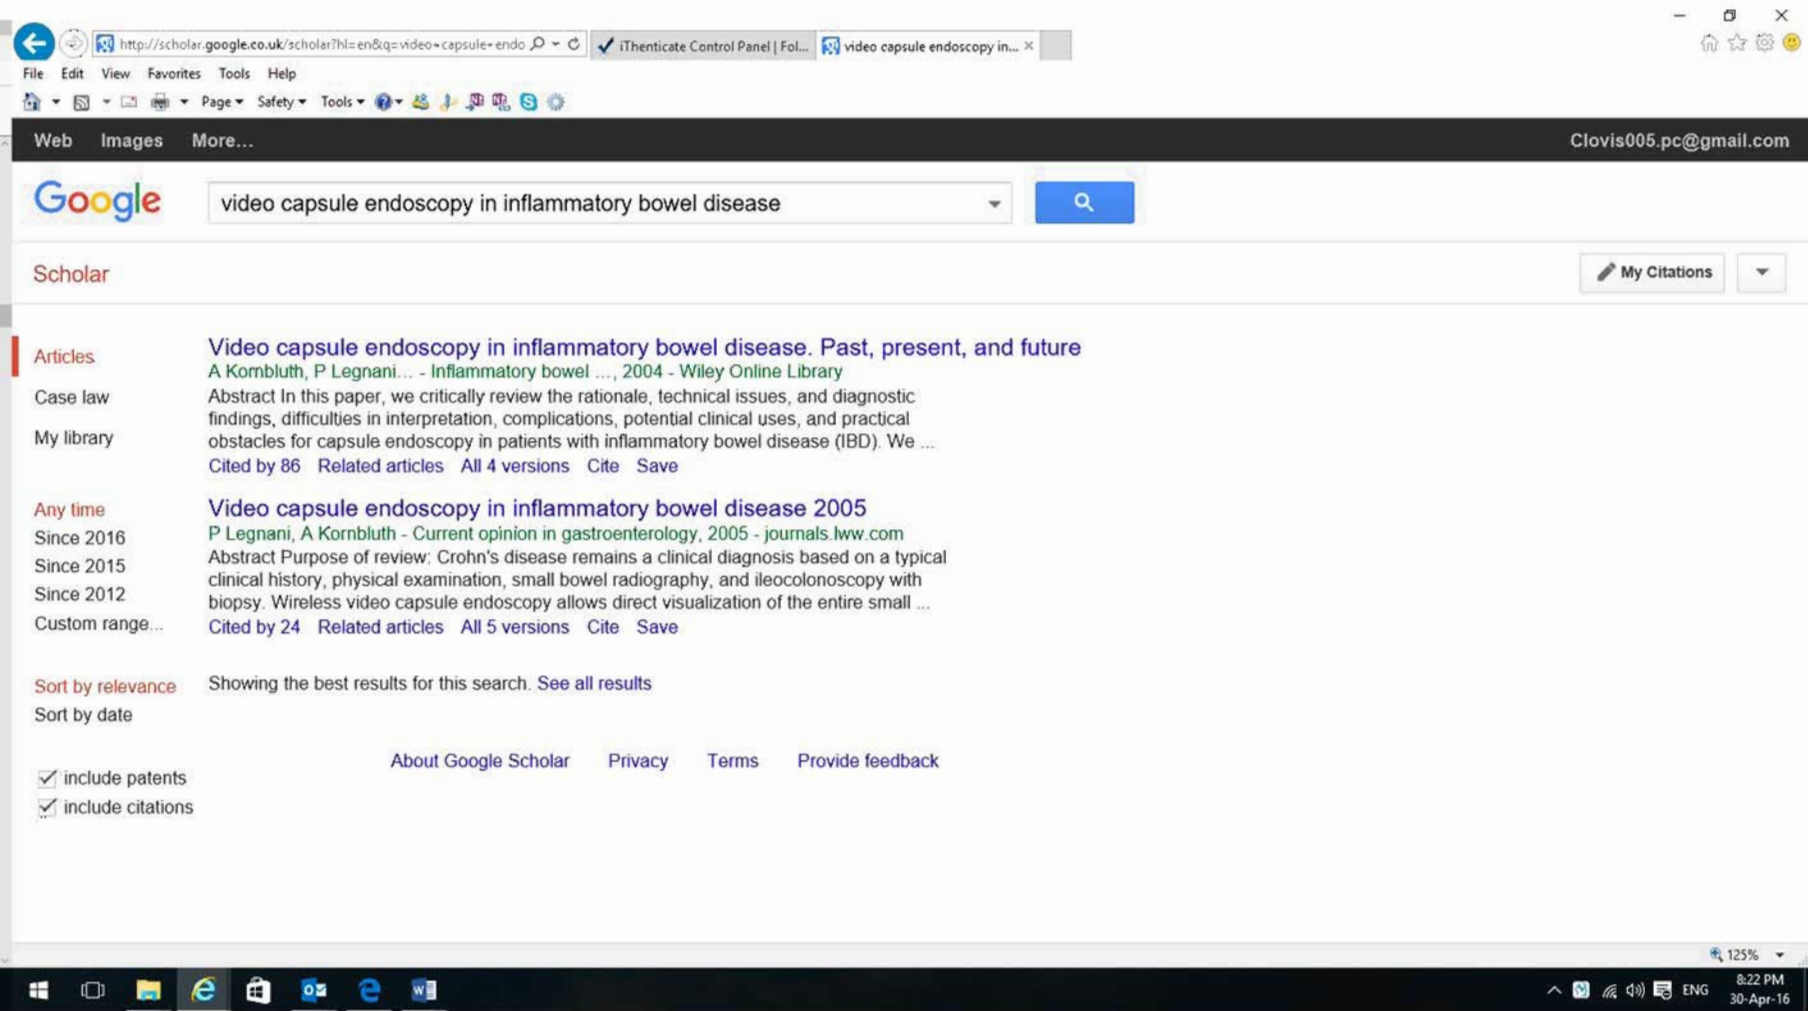 http://scholar.google.co.uk/scholar?hl=en&q=video+capsule+endo
iThenticate Control Panel | Fol...
video capsule endoscopy in...
File Edit View Favorites Tools Help
Page Safety Tools
Web Images More...
Clovis005.pc@gmail.com
Google
video capsule endoscopy in inflammatory bowel disease
Scholar
My Citations
Articles
Case law
My library
Any time
Since 2016
Since 2015
Since 2012
Custom range...
Sort by relevance
Sort by date
include patents
include citations
Video capsule endoscopy in inflammatory bowel disease. Past, present, and future
A Kornbluth, P Legnani... - Inflammatory bowel ..., 2004 - Wiley Online Library
Abstract In this paper, we critically review the rationale, technical issues, and diagnostic
findings, difficulties in interpretation, complications, potential clinical uses, and practical
obstacles for capsule endoscopy in patients with inflammatory bowel disease (IBD). We ...
Cited by 86 Related articles All 4 versions Cite Save
Video capsule endoscopy in inflammatory bowel disease 2005
P Legnani, A Kornbluth - Current opinion in gastroenterology, 2005 - journals.lww.com
Abstract Purpose of review: Crohn's disease remains a clinical diagnosis based on a typical
clinical history, physical examination, small bowel radiography, and ileocolonoscopy with
biopsy. Wireless video capsule endoscopy allows direct visualization of the entire small ...
Cited by 24 Related articles All 5 versions Cite Save
Showing the best results for this search. See all results
About Google Scholar Privacy Terms Provide feedback
125%
ENG
8:22 PM
30-Apr-16